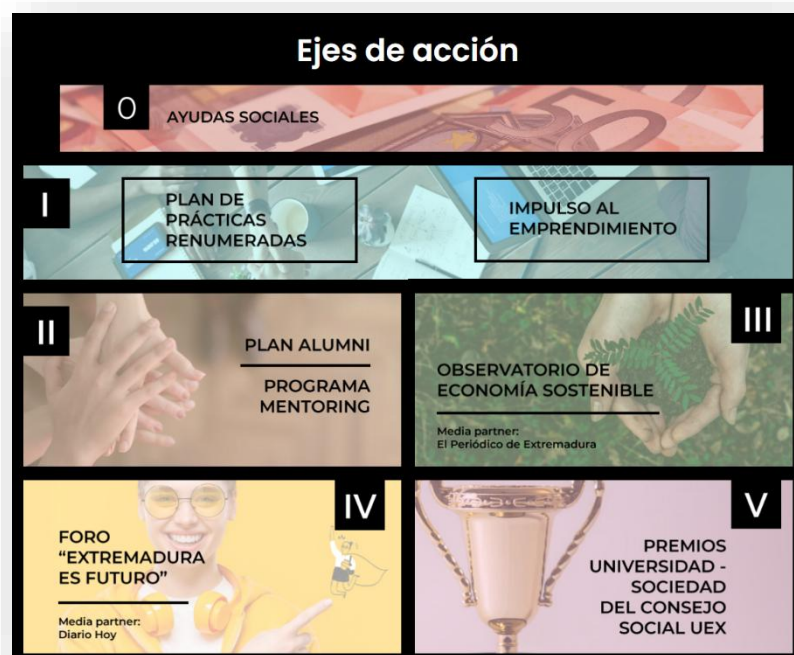 Ejes de acción
0
AYUDAS SOCIALES
I
PLAN DE
PRÁCTICAS
RENUMERADAS
IMPULSO AL
EMPRENDIMIENTO
II
PLAN ALUMNI
PROGRAMA
MENTORING
III
OBSERVATORIO DE
ECONOMÍA SOSTENIBLE
Media partner:
El Periódico de Extremadura
IV
FORO
“EXTREMADURA
ES FUTURO”
Media partner:
Diario Hoy
V
PREMIOS
UNIVERSIDAD -
SOCIEDAD
DEL CONSEJO
SOCIAL UEX